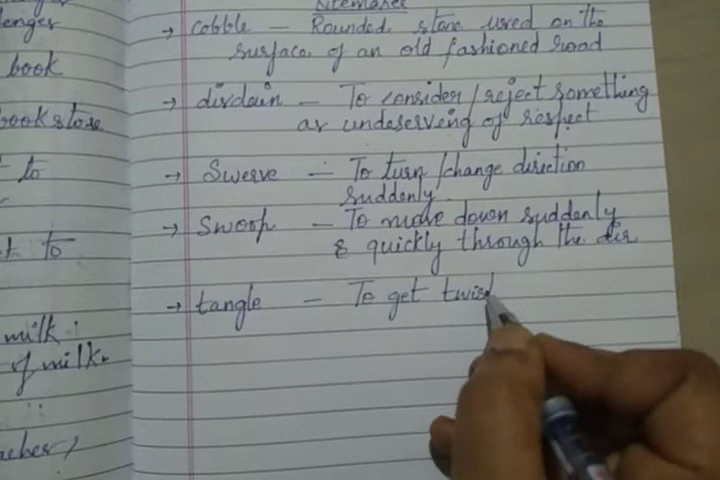 book
book store
to
to
milk
of milk.
Nitemares
→ cobble — Rounded stone used on the
surface of an old fashioned road
→ disdain — To consider/reject something
as undeserving of respect
→ Swerve — To turn/change direction
suddenly.
→ Swoop — To move down suddenly
& quickly through the air
→ tangle — To get twist